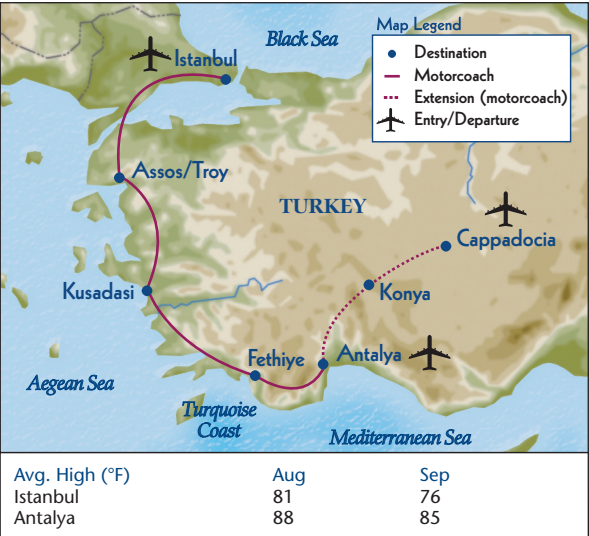 Black Sea
Map Legend
Destination
Motorcoach
Extension (motorcoach)
Entry/Departure
Istanbul
Assos/Troy
TURKEY
Cappadocia
Kusadasi
Konya
Fethiye
Antalya
Aegean Sea
Turquoise
Coast
Mediterranean Sea
Avg. High (°F) Aug Sep
Istanbul 81 76
Antalya 88 85